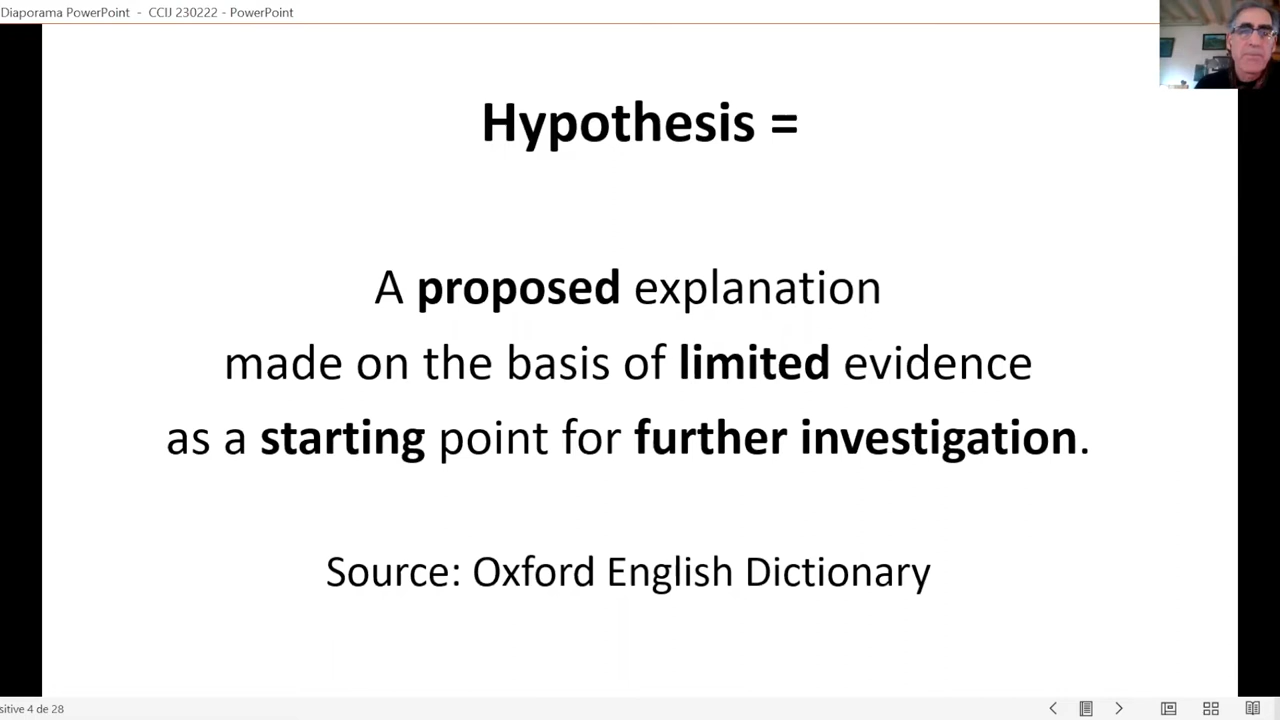 Diaporama PowerPoint - CCIJ 230222 - PowerPoint
Hypothesis =
A proposed explanation
made on the basis of limited evidence
as a starting point for further investigation.
Source: Oxford English Dictionary
sitive 4 de 28